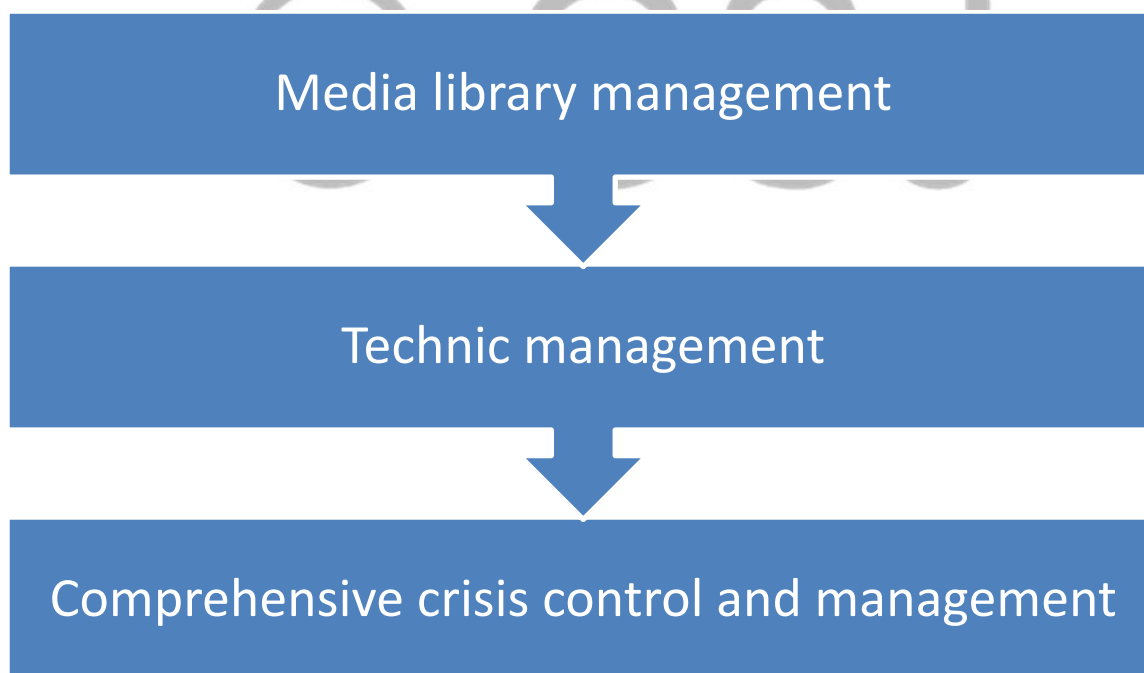 Media library management
Technic management
Comprehensive crisis control and management